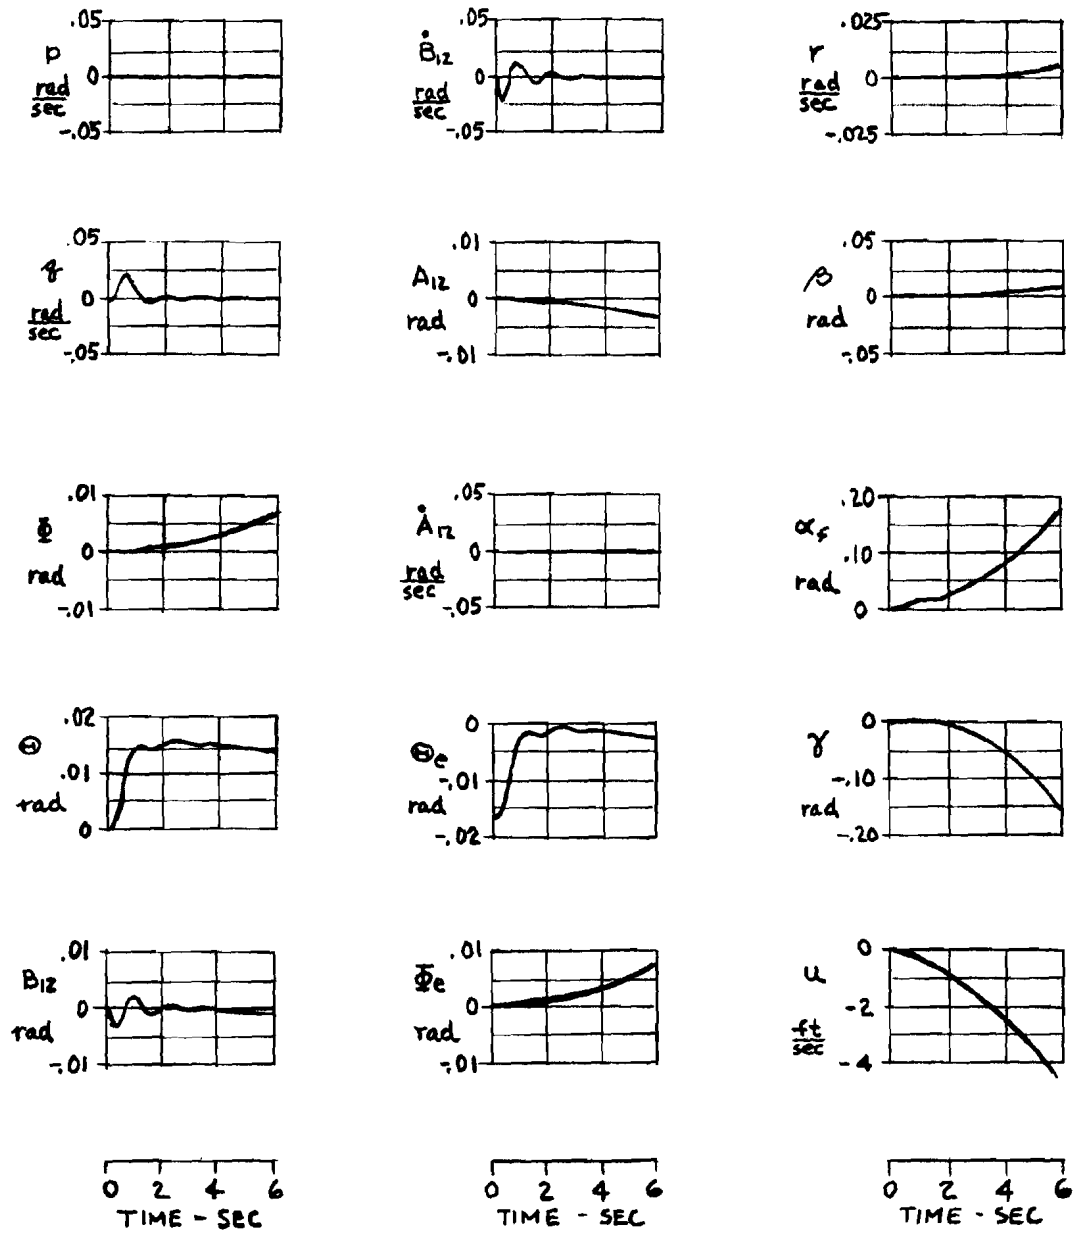 .05
p
0
rad
sec
-.05
.05
Ḃ12
0
rad
sec
-.05
.025
r
0
rad
sec
-.025
.05
q
0
rad
sec
-.05
.01
A12
0
rad
-.01
.05
β
0
rad
-.05
.01
Φ
0
rad
-.01
.05
Ȧ12
0
rad
sec
-.05
.20
αf
.10
rad
0
.02
Θ
.01
rad
0
0
Θe
-.01
rad
-.02
0
γ
-.10
rad
-.20
.01
B12
0
rad
-.01
.01
Φe
0
rad
-.01
0
u
-2
ft
sec
-4
0 2 4 6
TIME - SEC
0 2 4 6
TIME - SEC
0 2 4 6
TIME - SEC